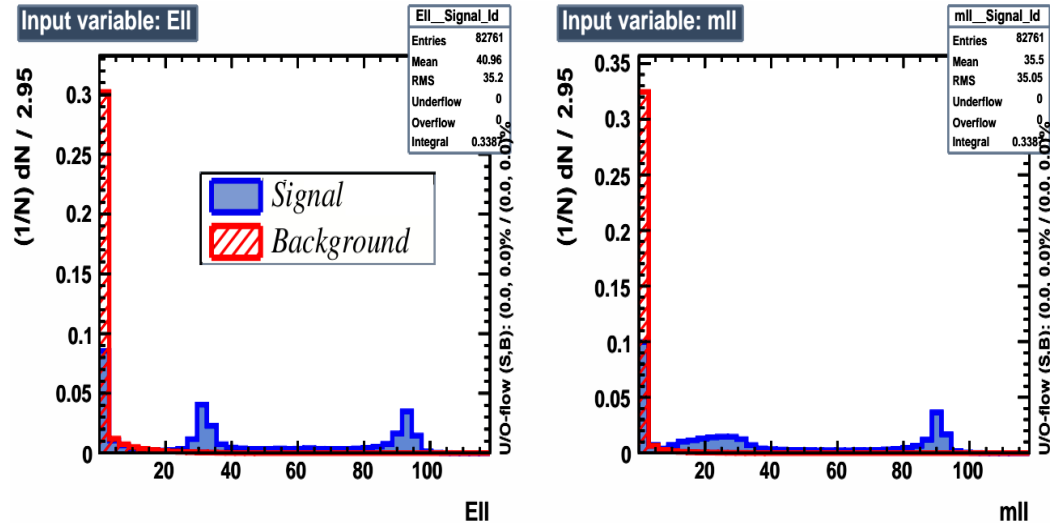 Input variable: Ell
Ell__Signal_Id
Entries 82761
Mean 40.96
RMS 35.2
Underflow 0
Overflow 0
Integral 0.3387
(1/N) dN / 2.95
0.3
0.25
0.2
0.15
0.1
0.05
0
Signal
Background
U/O-flow (S,B): (0.0, 0.0)% / (0.0, 0.0)%
20 40 60 80 100
Ell
Input variable: mll
mll__Signal_Id
Entries 82761
Mean 35.5
RMS 35.05
Underflow 0
Overflow 0
Integral 0.3387
(1/N) dN / 2.95
0.35
0.3
0.25
0.2
0.15
0.1
0.05
0
U/O-flow (S,B): (0.0, 0.0)% / (0.0, 0.0)%
20 40 60 80 100
mll